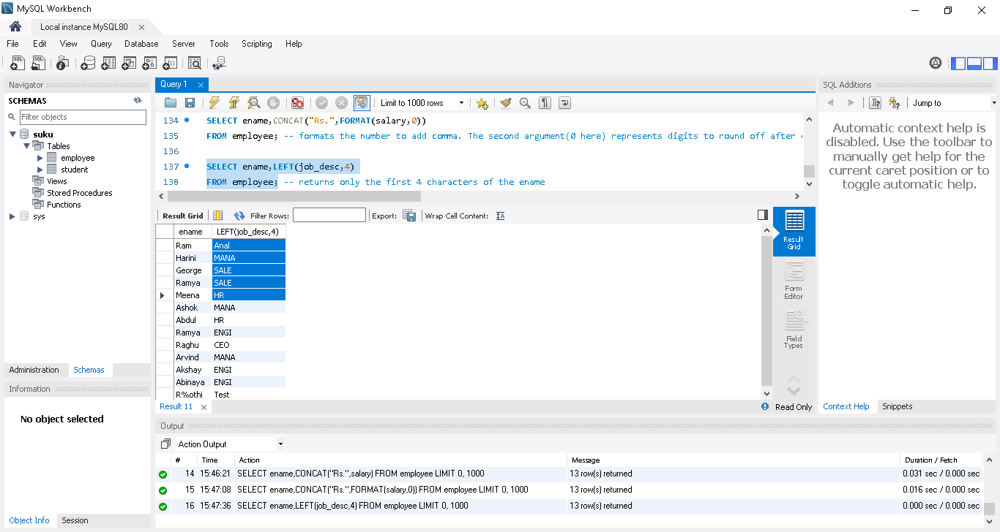 MySQL Workbench
Local instance MySQL80
File Edit View Query Database Server Tools Scripting Help
Navigator
SCHEMAS
Filter objects
suku
Tables
employee
student
Views
Stored Procedures
Functions
sys
Administration Schemas
Information
No object selected
Object Info Session
Query 1
Limit to 1000 rows
134 SELECT ename,CONCAT("Rs.",FORMAT(salary,0))
135 FROM employee; -- formats the number to add comma. The second argument(0 here) represents digits to round off after
136
137 SELECT ename,LEFT(job_desc,4)
138 FROM employee; -- returns only the first 4 characters of the ename
Result Grid Filter Rows: Export: Wrap Cell Content:
ename LEFT(job_desc,4)
Ram Anal
Harini MANA
George SALE
Ramya SALE
Meena HR
Ashok MANA
Abdul HR
Ramya ENGI
Raghu CEO
Arvind MANA
Akshay ENGI
Abinaya ENGI
R%othi Test
Result Grid
Form Editor
Field Types
Result 11
Read Only
SQL Additions
Jump to
Automatic context help is
disabled. Use the toolbar to
manually get help for the
current caret position or to
toggle automatic help.
Context Help Snippets
Output
Action Output
# Time Action Message Duration / Fetch
14 15:46:21 SELECT ename,CONCAT("Rs.",salary) FROM employee LIMIT 0, 1000 13 row(s) returned 0.031 sec / 0.000 sec
15 15:47:08 SELECT ename,CONCAT("Rs.",FORMAT(salary,0)) FROM employee LIMIT 0, 1000 13 row(s) returned 0.016 sec / 0.000 sec
16 15:47:36 SELECT ename,LEFT(job_desc,4) FROM employee LIMIT 0, 1000 13 row(s) returned 0.000 sec / 0.000 sec